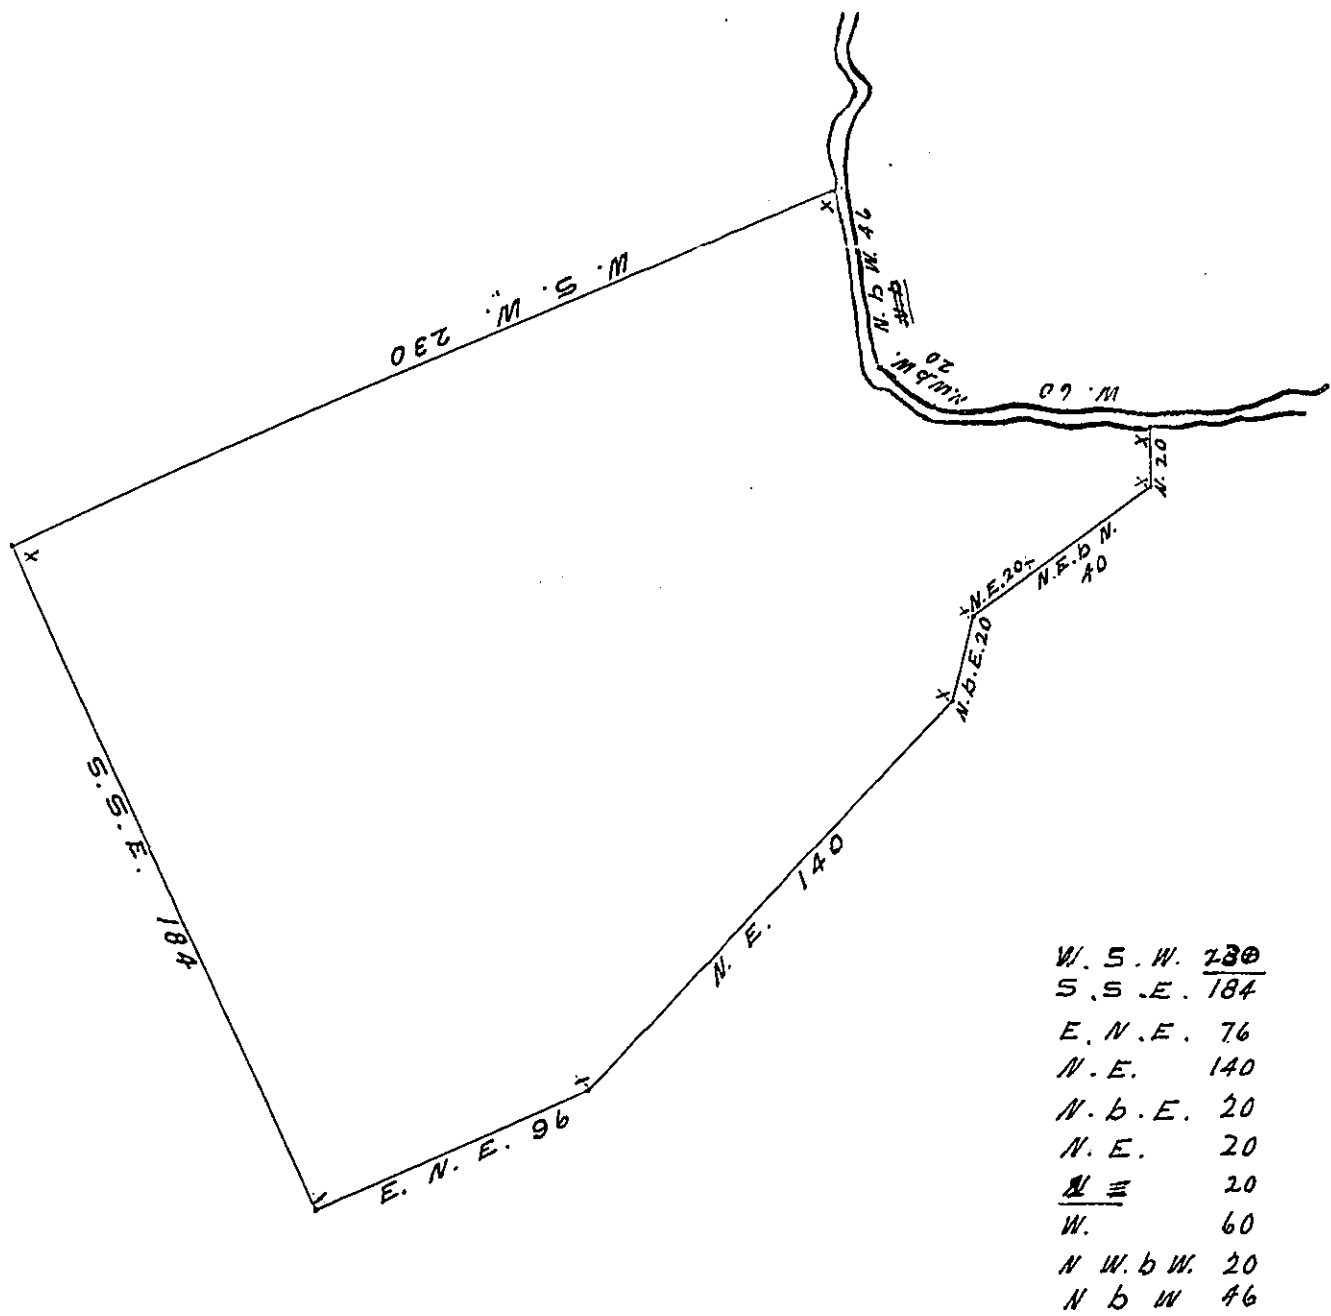 W. S. W. 230
N. b W. 46
N.W.b W.
20
W. 60
N. 20
N.E. b N.
40
N.E. 20
N. b. E. 20
N. E. 140
E. N. E. 96
S. S. E. 184
W. S. W. 230
S. S. E. 184
E. N. E. 76
N. E. 140
N. b. E. 20
N. E. 20
20
W. 60
N W. b W. 20
N b W 46